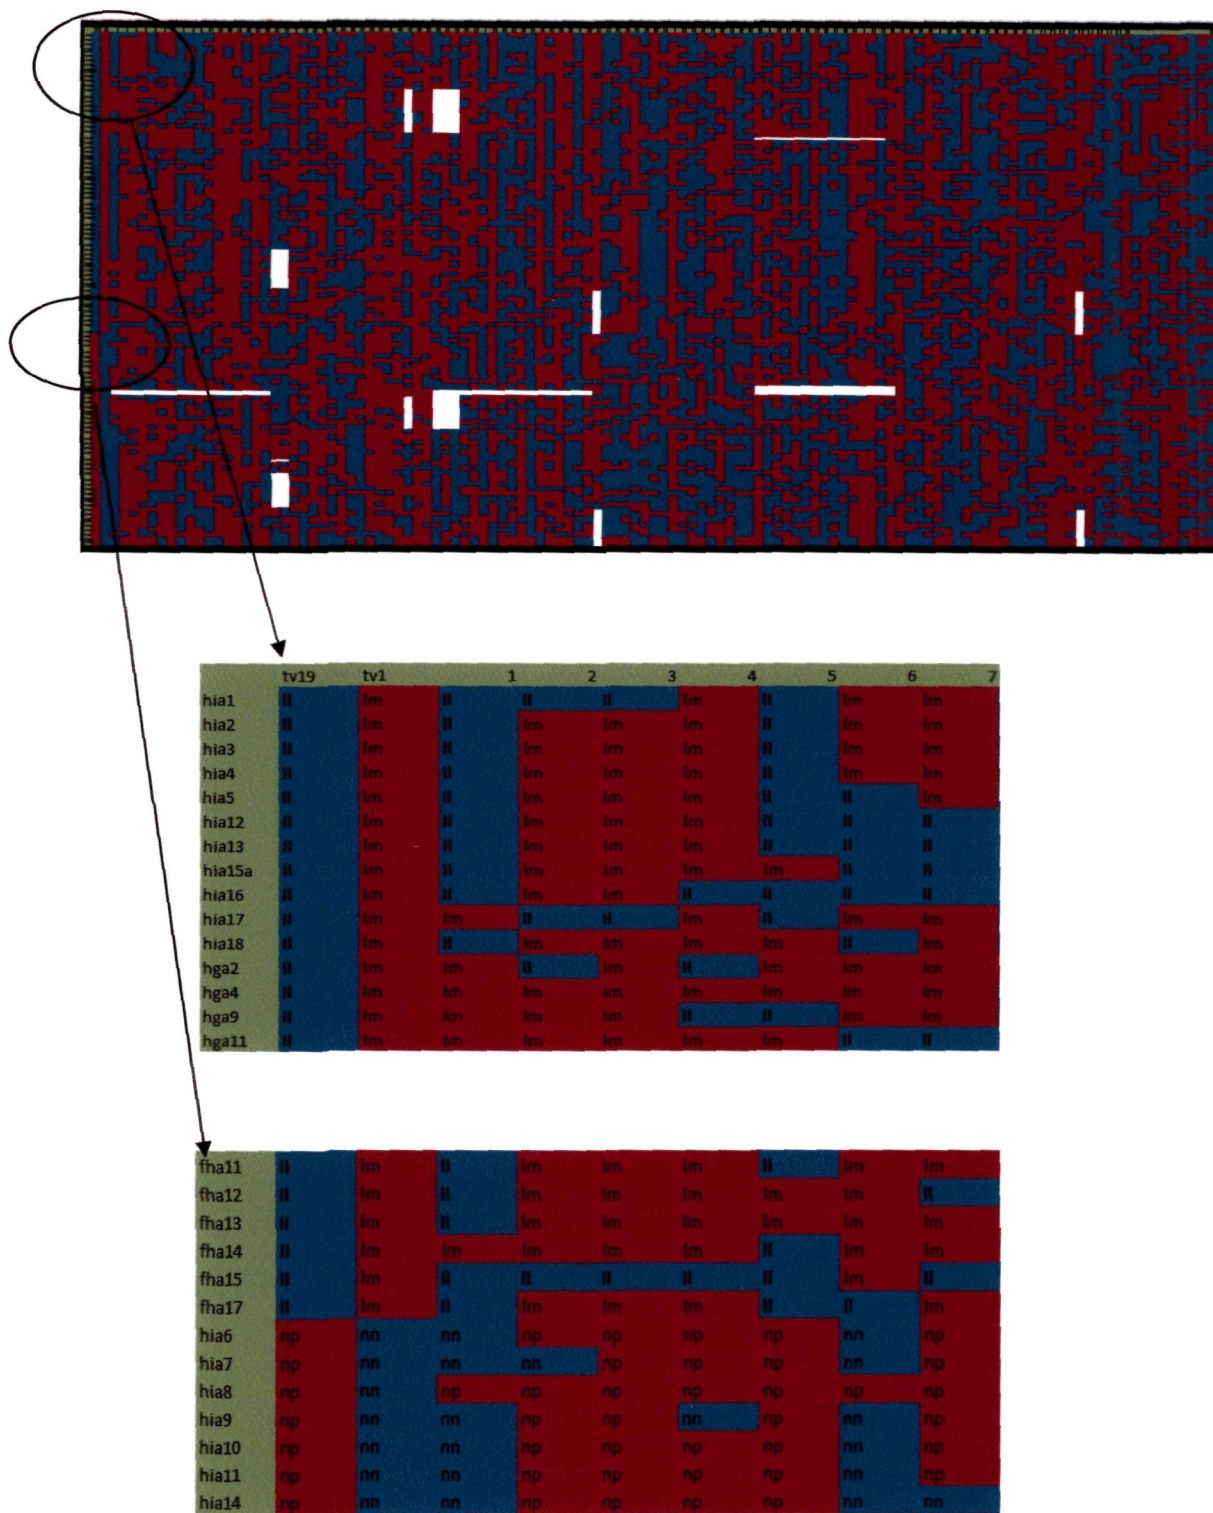 tv19 tv1 1 2 3 4 5 6 7
hia1 ll lm ll ll ll lm ll lm lm
hia2 ll lm ll lm lm lm ll lm lm
hia3 ll lm ll lm lm lm ll lm lm
hia4 ll lm ll lm lm lm ll lm lm
hia5 ll lm ll lm lm lm ll ll lm
hia12 ll lm ll lm lm lm ll ll ll
hia13 ll lm ll lm lm lm ll ll ll
hia15a ll lm ll lm lm lm lm ll ll
hia16 ll lm ll lm lm ll ll ll ll
hia17 ll lm lm ll ll lm ll lm lm
hia18 ll lm ll lm lm lm lm ll lm
hga2 ll lm lm ll lm ll lm lm lm
hga4 ll lm lm lm lm lm lm lm lm
hga9 ll lm lm lm lm ll ll lm lm
hga11 ll lm lm lm lm lm lm ll ll
fha11 ll lm ll lm lm lm ll lm lm
fha12 ll lm ll lm lm lm lm lm ll
fha13 ll lm ll lm lm lm lm lm lm
fha14 ll lm lm lm lm lm ll lm lm
fha15 ll lm ll ll ll ll ll lm ll
fha17 ll lm ll lm lm lm ll ll lm
hia6 np nn nn np np np np nn np
hia7 np nn nn nn np np np nn np
hia8 np nn np np np np np np np
hia9 np nn nn np np nn np nn np
hia10 np nn nn np np np np nn np
hia11 np nn nn np np np np nn np
hia14 np nn nn np np np np nn nn